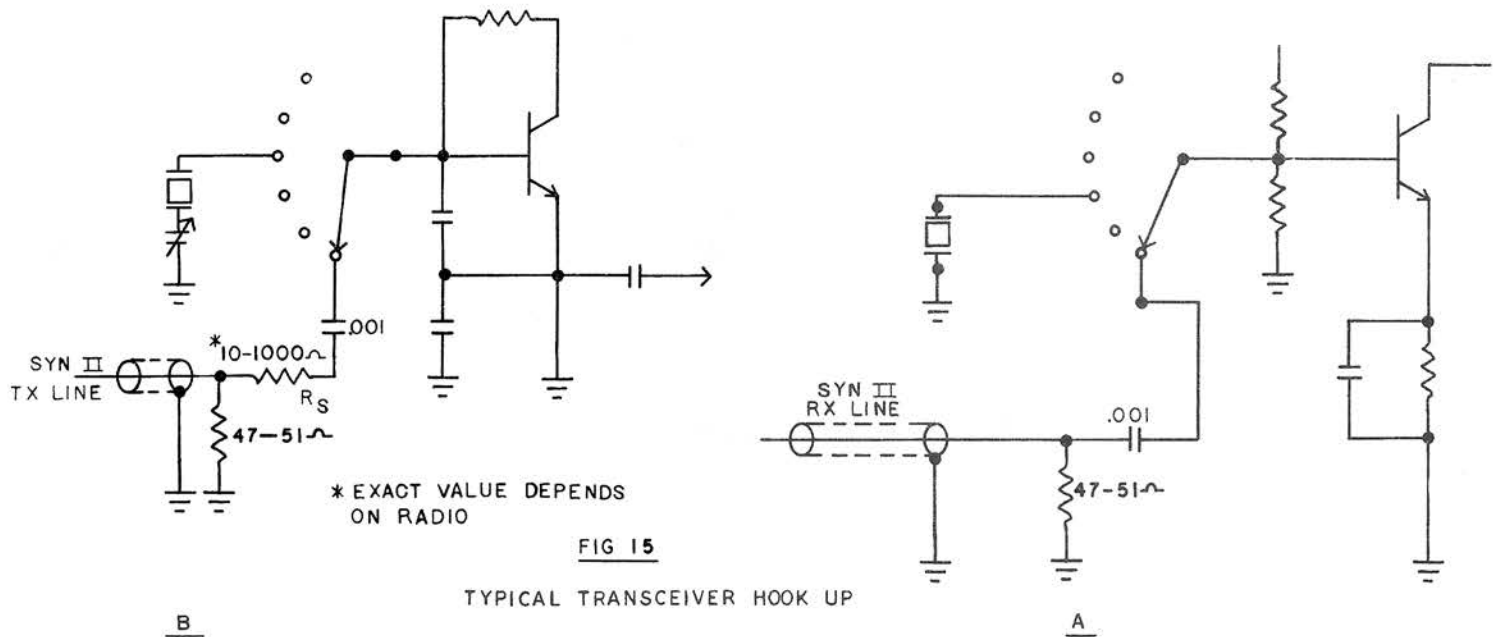 .001
SYN II
TX LINE
*10-1000Ω
RS
47-51Ω
* EXACT VALUE DEPENDS
ON RADIO
FIG 15
TYPICAL TRANSCEIVER HOOK UP
B
SYN II
RX LINE
.001
47-51Ω
A